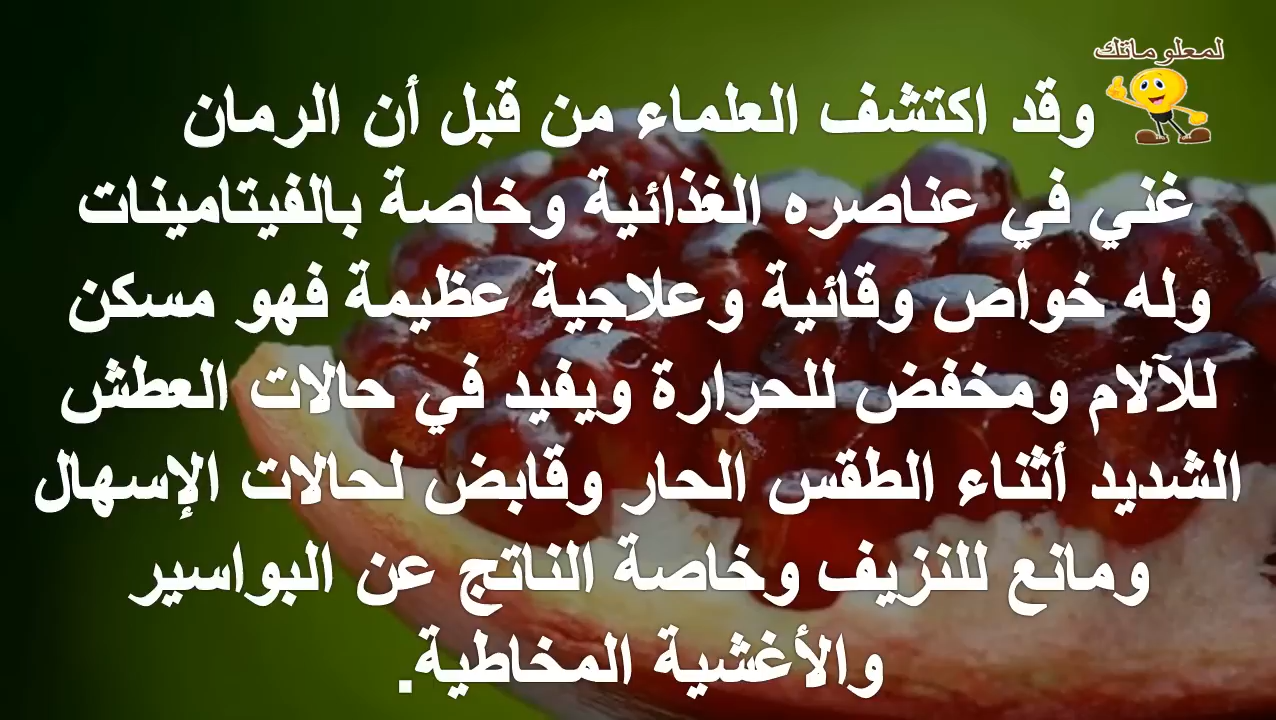 لمعلوماتك
وقد اكتشف العلماء من قبل أن الرمان
غني في عناصره الغذائية وخاصة بالفيتامينات
وله خواص وقائية وعلاجية عظيمة فهو مسكن
للآلام ومخفض للحرارة ويفيد في حالات العطش
الشديد أثناء الطقس الحار وقابض لحالات الإسهال
ومانع للنزيف وخاصة الناتج عن البواسير
والأغشية المخاطية.